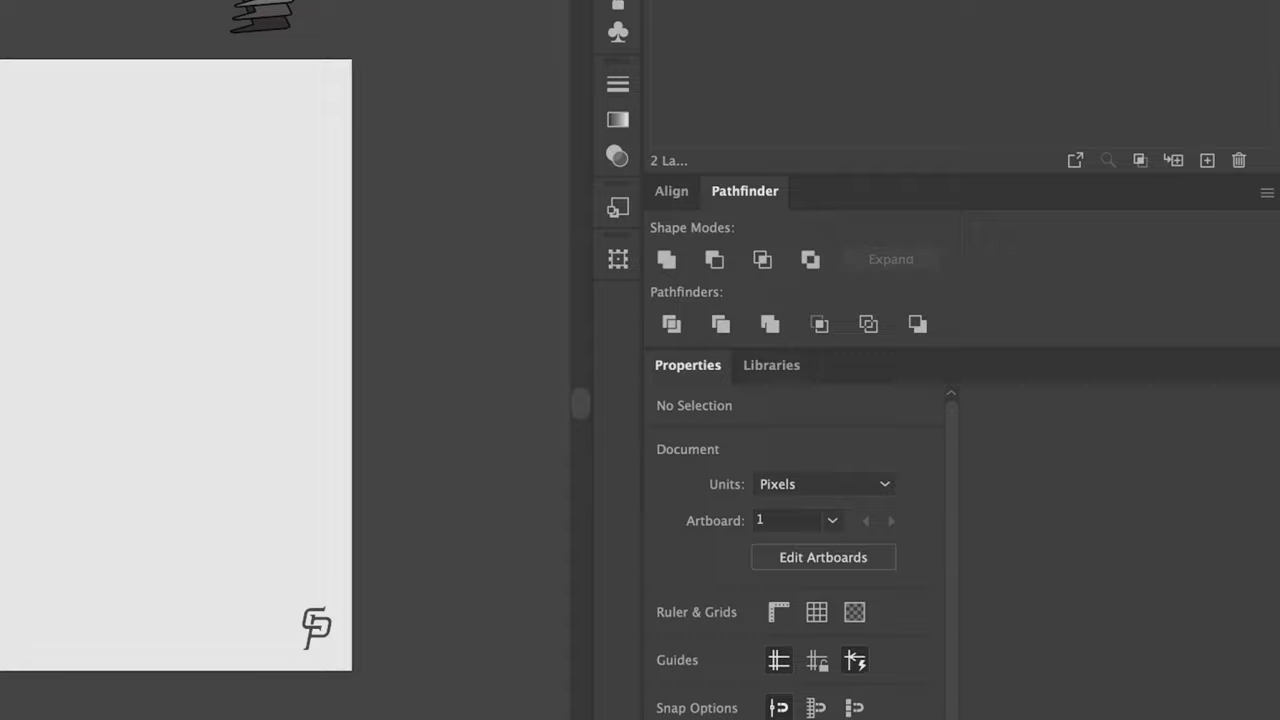 2 La...
Align Pathfinder
Shape Modes:
Expand
Pathfinders:
Properties Libraries
No Selection
Document
Units: Pixels
Artboard: 1
Edit Artboards
Ruler & Grids
Guides
Snap Options